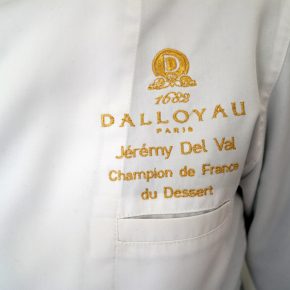 D
1682
DALLOYAU
PARIS
Jérémy Del Val
Champion de France
du Dessert